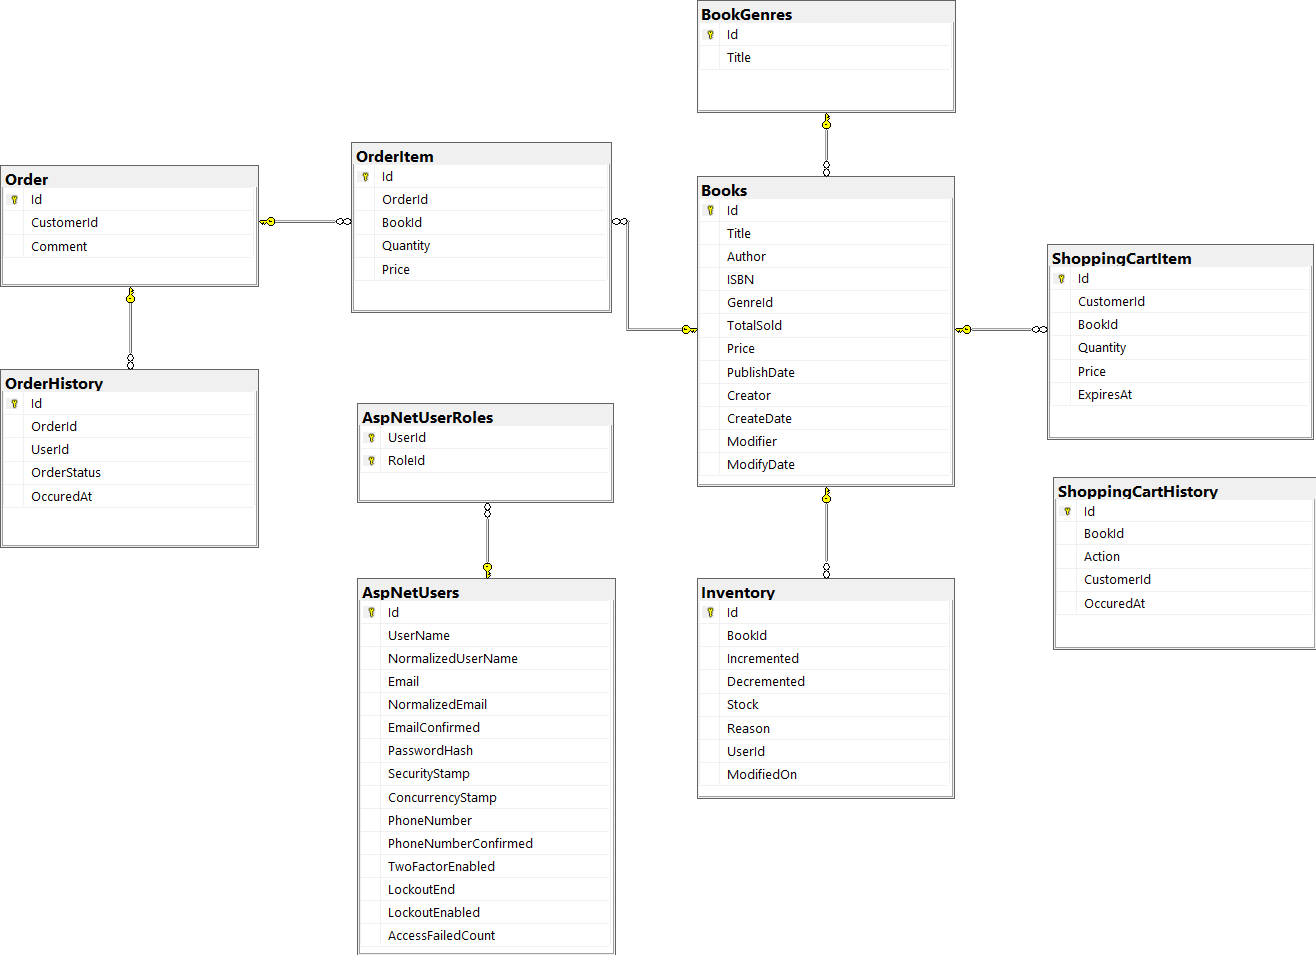 BookGenres
Id
Title
Order
Id
CustomerId
Comment
OrderItem
Id
OrderId
BookId
Quantity
Price
Books
Id
Title
Author
ISBN
GenreId
TotalSold
Price
PublishDate
Creator
CreateDate
Modifier
ModifyDate
ShoppingCartItem
Id
CustomerId
BookId
Quantity
Price
ExpiresAt
OrderHistory
Id
OrderId
UserId
OrderStatus
OccuredAt
AspNetUserRoles
UserId
RoleId
ShoppingCartHistory
Id
BookId
Action
CustomerId
OccuredAt
AspNetUsers
Id
UserName
NormalizedUserName
Email
NormalizedEmail
EmailConfirmed
PasswordHash
SecurityStamp
ConcurrencyStamp
PhoneNumber
PhoneNumberConfirmed
TwoFactorEnabled
LockoutEnd
LockoutEnabled
AccessFailedCount
Inventory
Id
BookId
Incremented
Decremented
Stock
Reason
UserId
ModifiedOn